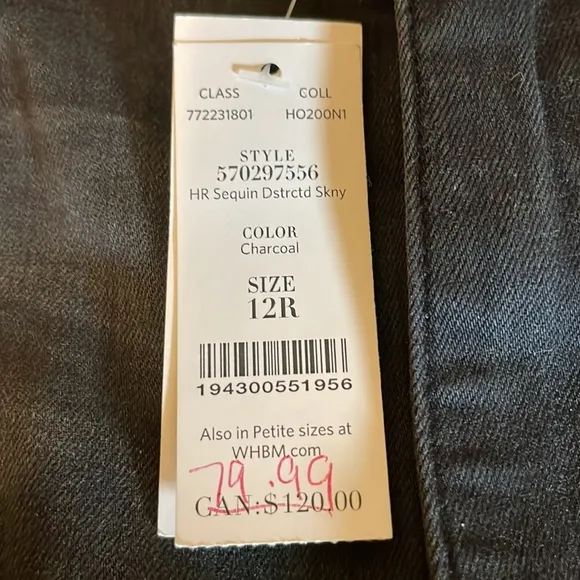 CLASS COLL
772231801 HO200N1
STYLE
570297556
HR Sequin Dstrctd Skny
COLOR
Charcoal
SIZE
12R
194300551956
Also in Petite sizes at
WHBM.com
79.99
CAN:$120.00